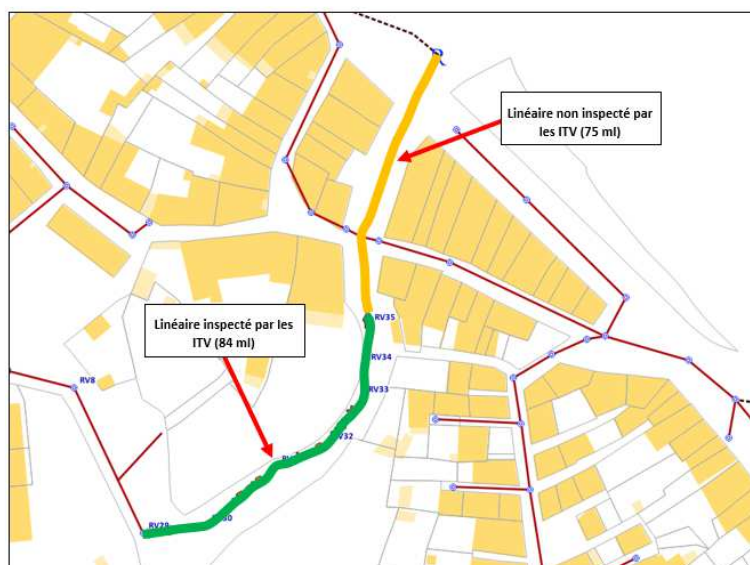 Linéaire non inspecté par
les ITV (75 ml)
Linéaire inspecté par les
ITV (84 ml)
RV35
RV34
RV33
RV8
RV32
RV29